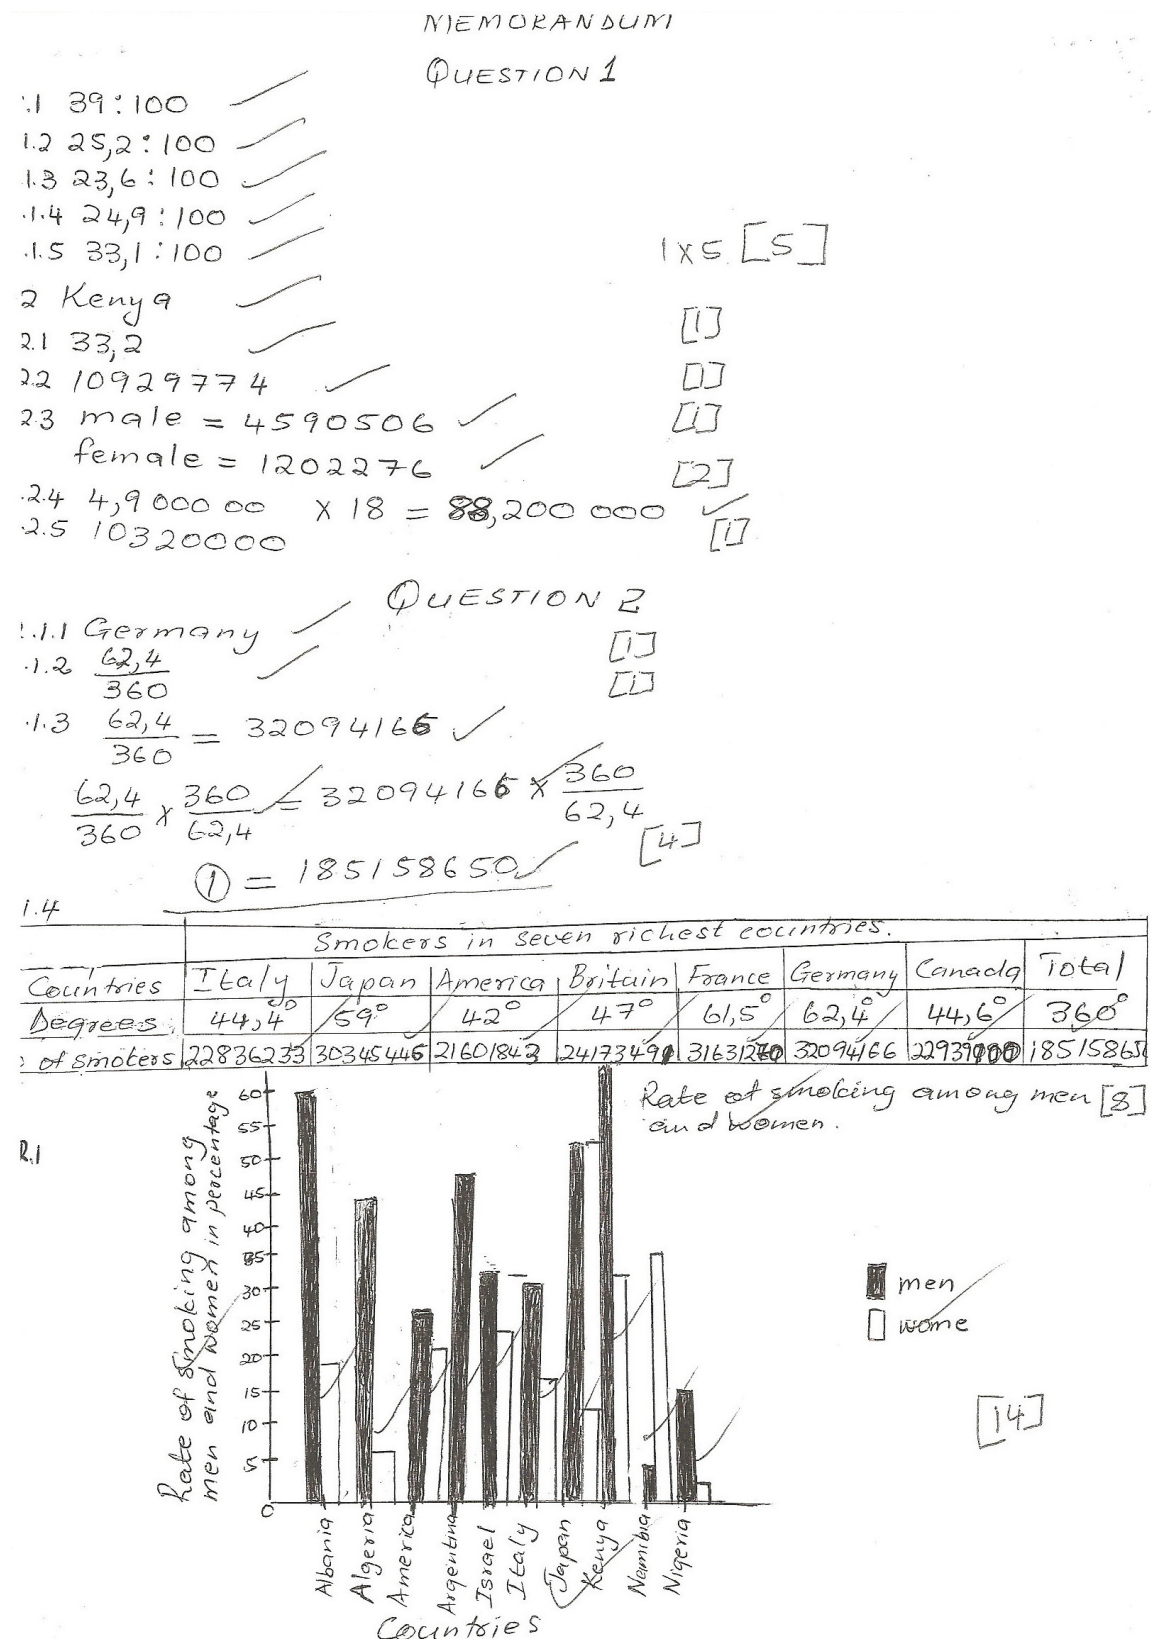 MEMORANDUM
QUESTION 1
.1 39:100
1.2 25,2:100
1.3 23,6:100
.1.4 24,9:100
.1.5 33,1:100
1x5 [5]
2 Kenya
[1]
2.1 33,2
[1]
2.2 10929774
[1]
2.3 male = 4590506
female = 1202276
[2]
.2.4 4,9000 00 x 18 = 88,200 000
[1]
.2.5 10320000
QUESTION 2
.1.1 Germany
[1]
.1.2 62,4/360
[1]
.1.3 62,4/360 = 32094166
62,4/360 x 360/62,4 = 32094166 x 360/62,4
[4]
① = 185158650
1.4
Smokers in seven richest countries.
Countries Italy Japan America Britain France Germany Canada Total
Degrees 44,4° 59° 42° 47° 61,5° 62,4° 44,6° 360°
of smokers 22836233 30345445 21601843 32094166 18515865
Rate of smoking among men [8]
and women.
2.1
Rate of smoking among
men and women in percentage
60
55
50
45
40
35
30
25
20
15
10
5
0
men
wome
[14]
Albania
Algeria
America
Argentina
Israel
Italy
Japan
Kenya
Namibia
Nigeria
Countries